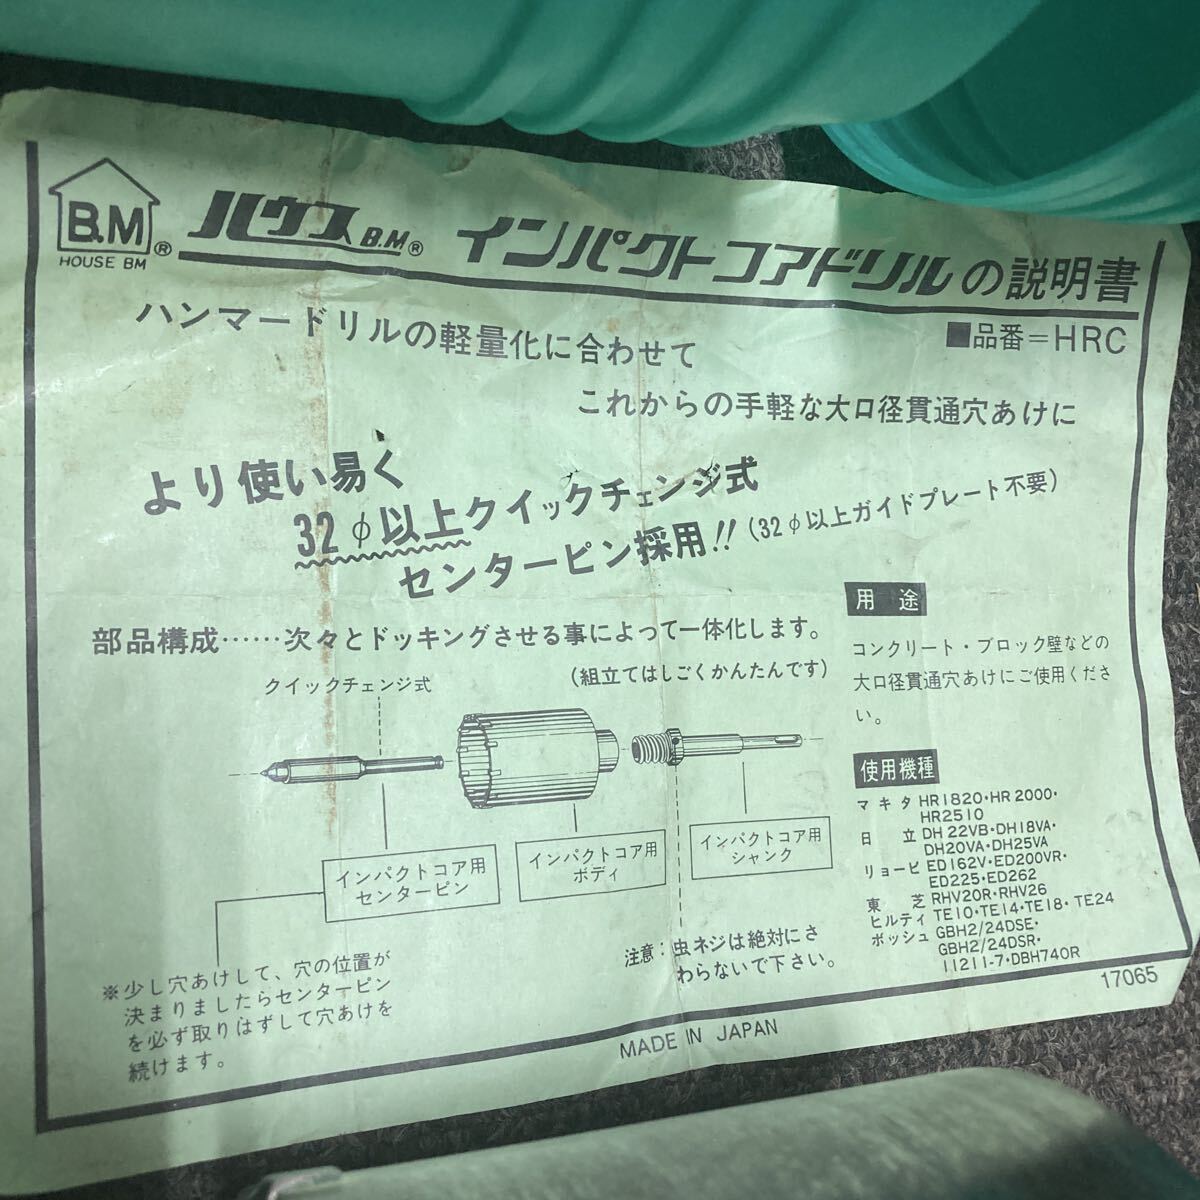 B.M®
HOUSE BM
ハウスB.M® インパクトコアドリルの説明書
■品番=HRC
ハンマードリルの軽量化に合わせて
これからの手軽な大口径貫通穴あけに
より使い易く
32φ以上クイックチェンジ式
センターピン採用!! (32φ以上ガイドプレート不要)
部品構成……次々とドッキングさせる事によって一体化します。
(組立てはしごくかんたんです)
クイックチェンジ式
インパクトコア用
センターピン
インパクトコア用
ボディ
インパクトコア用
シャンク
※少し穴あけして、穴の位置が
決まりましたらセンターピン
を必ず取りはずして穴あけを
続けます。
注意：虫ネジは絶対にさ
わらないで下さい。
用途
コンクリート・ブロック壁などの
大口径貫通穴あけにご使用くださ
い。
使用機種
マキタ HR1820・HR2000・
HR2510
日立 DH22VB・DH18VA・
DH20VA・DH25VA
リョービ ED162V・ED200VR・
ED225・ED262
東芝 RHV20R・RHV26
ヒルティ TE10・TE14・TE18・TE24
ボッシュ GBH2/24DSE・
GBH2/24DSR・
11211-7・DBH740R
17065
MADE IN JAPAN